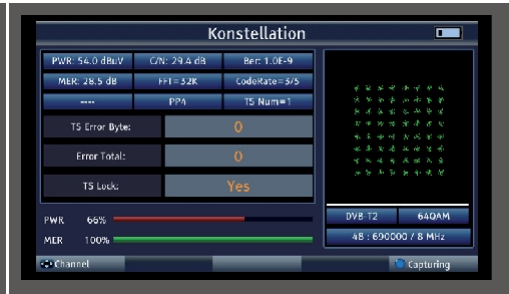 Konstellation
PWR: 54.0 dBuV C/N: 29.4 dB Ber: 1.0E-9
MER: 28.5 dB FFT=32K CodeRate=3/5
---- PP4 TS Num=1
TS Error Byte: 0
Error Total: 0
TS Lock: Yes
PWR 66%
MER 100%
DVB-T2 64QAM
48 : 690000 / 8 MHz
Channel Capturing